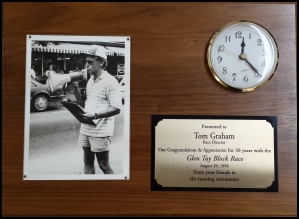 Presented to
Tom Graham
Race Director
Our Congratulations & Appreciation for 30 years with the
Glen Tay Block Race
August 29, 1996
From your friends in
the running community